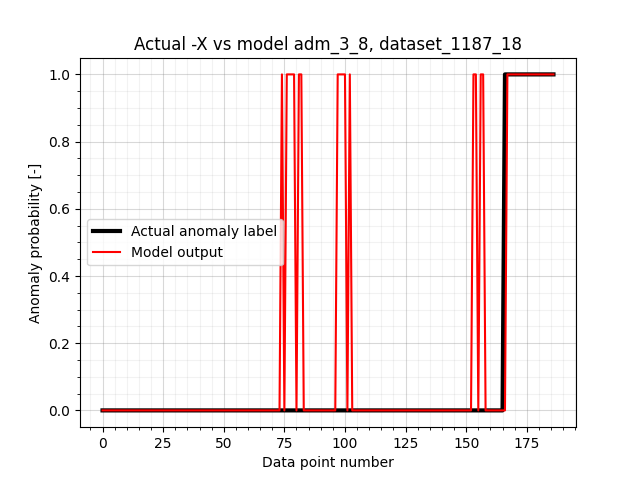 Actual -X vs model adm_3_8, dataset_1187_18
Anomaly probability [-]
1.0
0.8
0.6
0.4
0.2
0.0
Actual anomaly label
Model output
0 25 50 75 100 125 150 175
Data point number